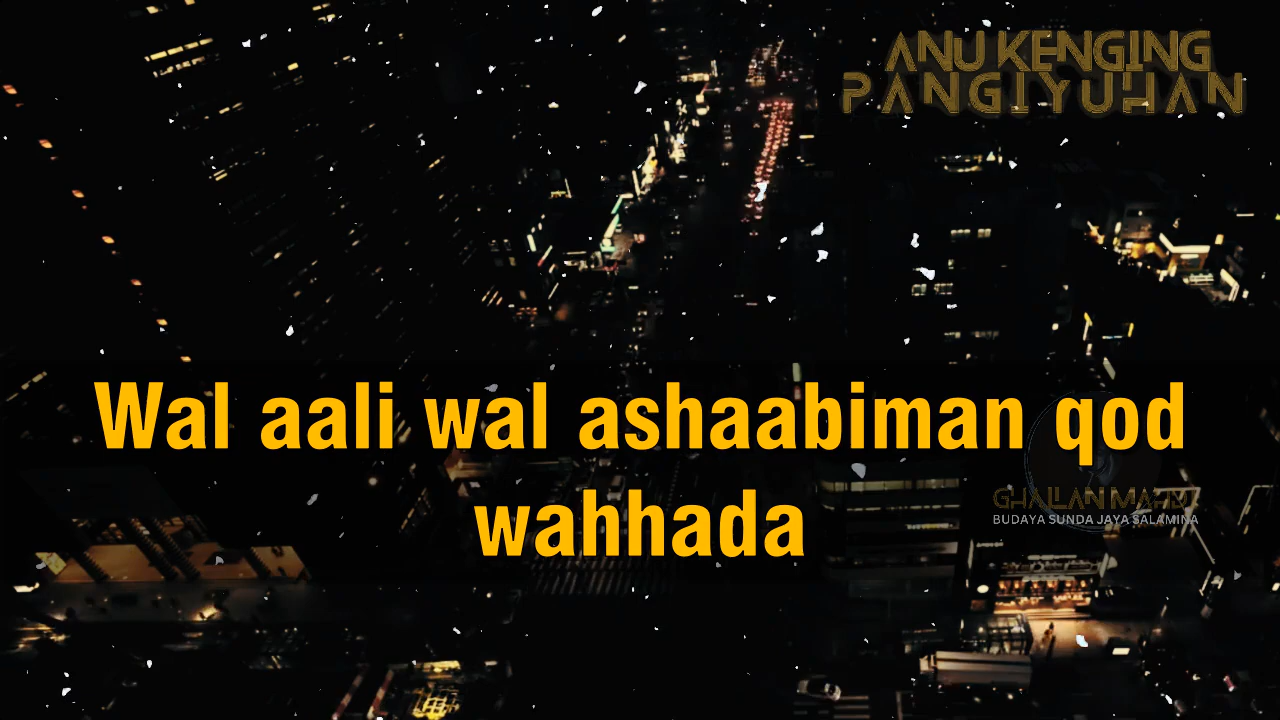 ANU KENGING
PANGIYUHAN
Wal aali wal ashaabiman qod
wahhada
BUDAYA SUNDA JAYA SALAMINA